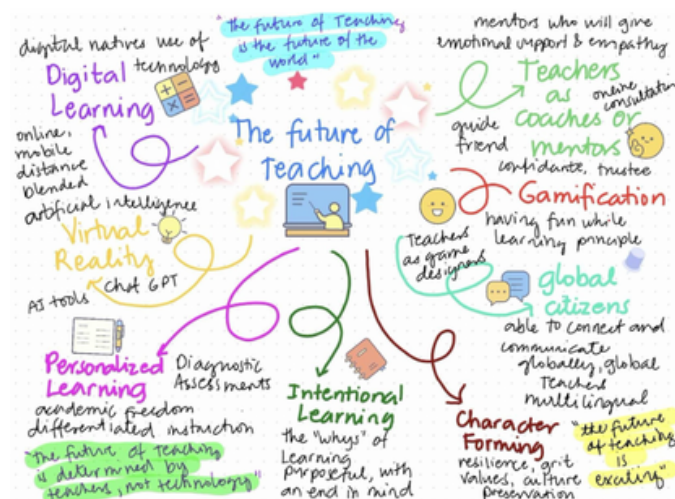 "the future of Teaching
is the future of the
world"
The future of
Teaching
digital natives use of
technology
Digital
Learning
online,
mobile
distance
blended
artificial intelligence
Virtual
Reality
Chat GPT
AI tools
Personalized
Learning
Diagnostic
Assessments
academic freedom
differentiated instruction
"The future of Teaching
is determined by
teachers, not technology"
Intentional
Learning
the "whys" of
Learning
purposeful, with
an end in mind
Character
Forming
resilience, grit
values, culture
preservation
"the future
of teaching
is
exciting"
mentors who will give
emotional support & empathy
Teachers
as
coaches or
mentors
online
consultation
guide
friend
confidante, trustee
Gamification
having fun while
learning principle
Teachers
as game
designers
global
citizens
able to connect and
communicate
globally, global
Teachers
multilingual